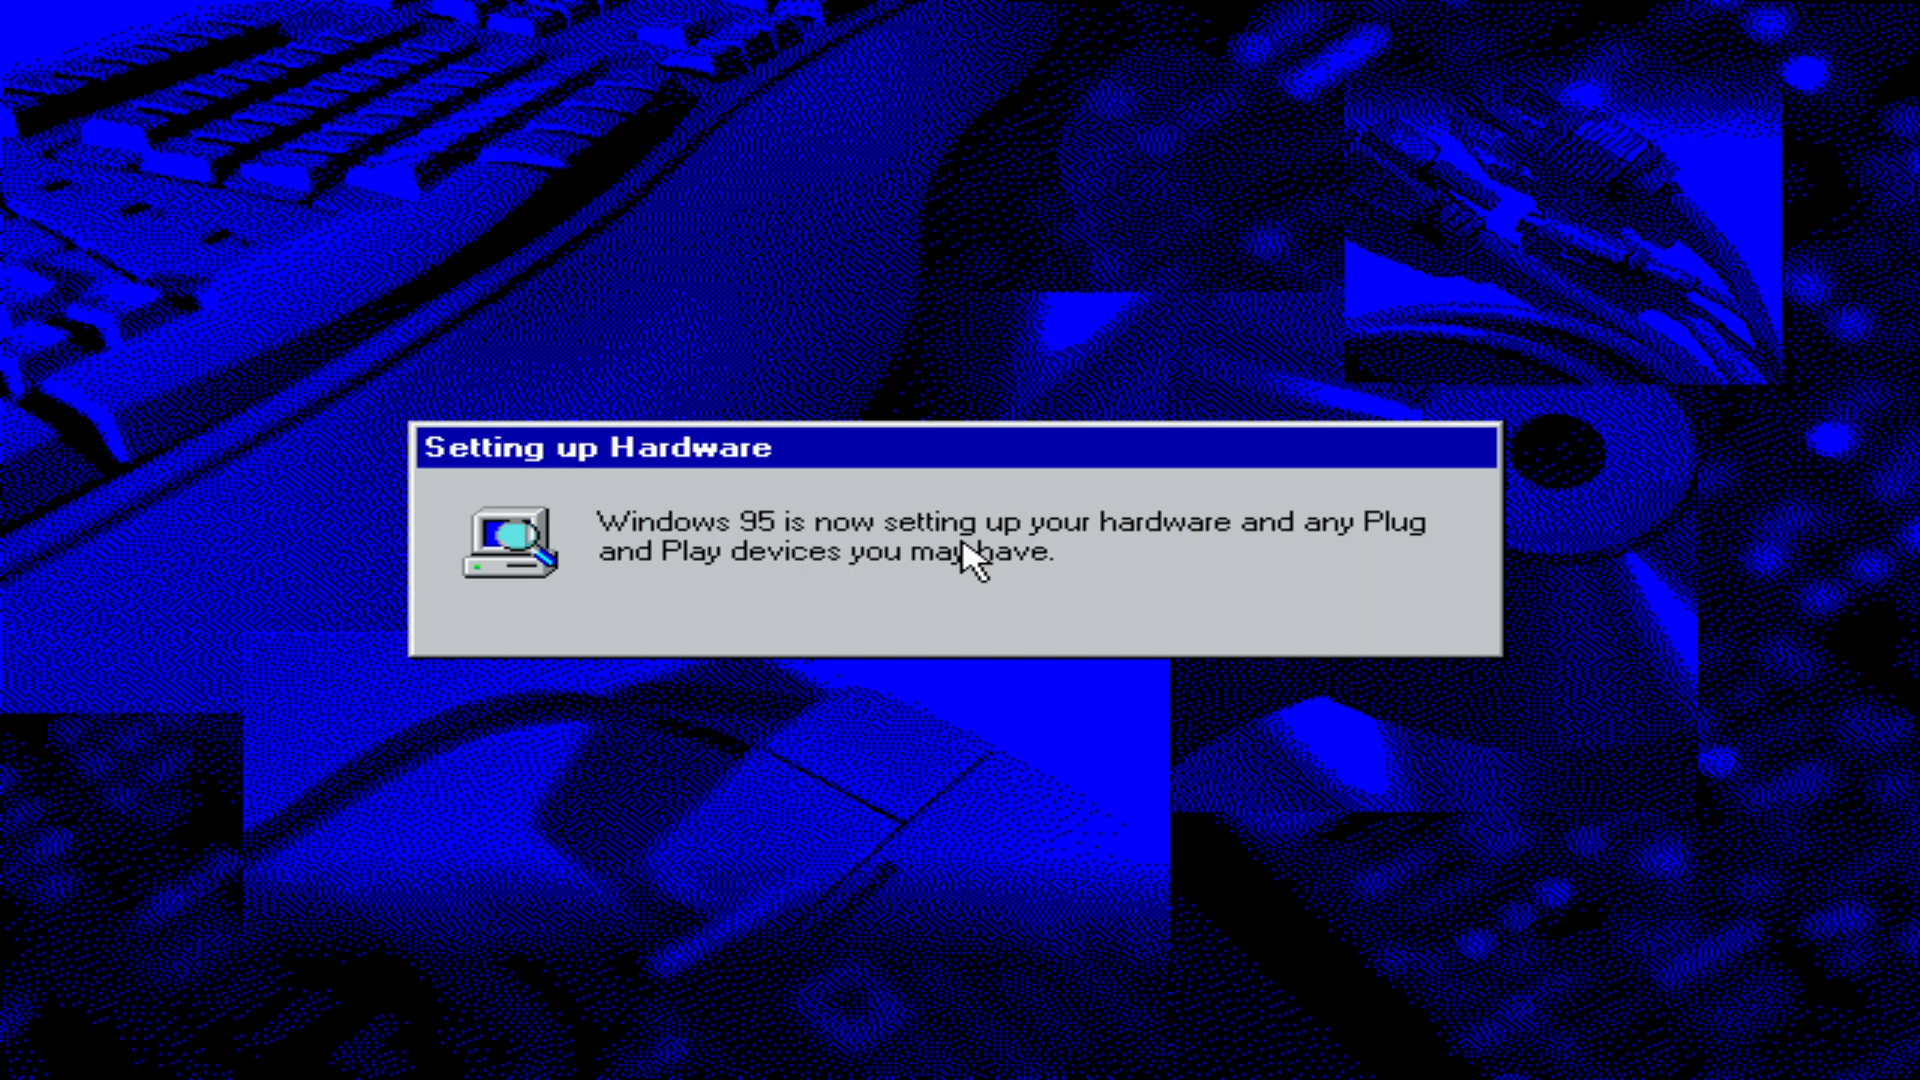 Setting up Hardware
Windows 95 is now setting up your hardware and any Plug
and Play devices you may have.